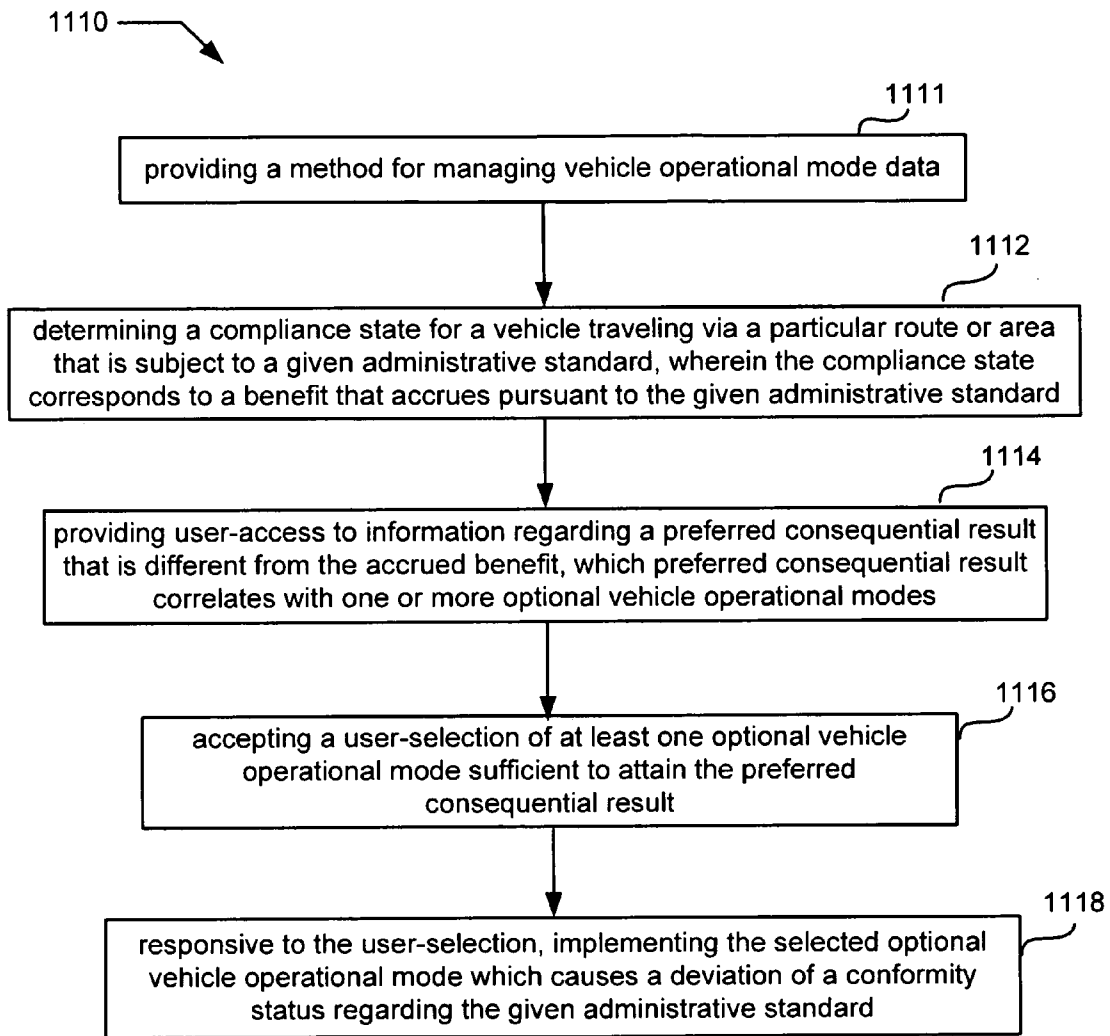 1110
1111
providing a method for managing vehicle operational mode data
1112
determining a compliance state for a vehicle traveling via a particular route or area
that is subject to a given administrative standard, wherein the compliance state
corresponds to a benefit that accrues pursuant to the given administrative standard
1114
providing user-access to information regarding a preferred consequential result
that is different from the accrued benefit, which preferred consequential result
correlates with one or more optional vehicle operational modes
1116
accepting a user-selection of at least one optional vehicle
operational mode sufficient to attain the preferred
consequential result
1118
responsive to the user-selection, implementing the selected optional
vehicle operational mode which causes a deviation of a conformity
status regarding the given administrative standard